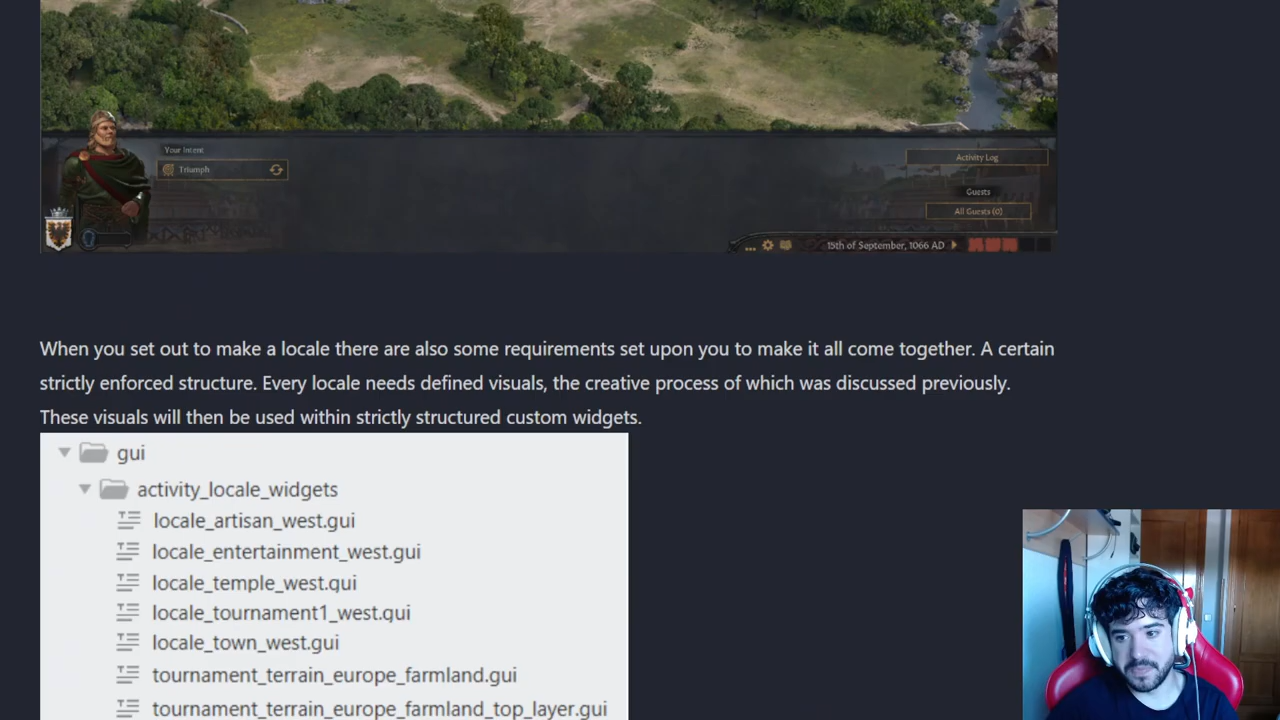 Your Intent
Triumph
Activity Log
Guests
All Guests (0)
... 15th of September, 1066 AD
When you set out to make a locale there are also some requirements set upon you to make it all come together. A certain
strictly enforced structure. Every locale needs defined visuals, the creative process of which was discussed previously.
These visuals will then be used within strictly structured custom widgets.
gui
activity_locale_widgets
locale_artisan_west.gui
locale_entertainment_west.gui
locale_temple_west.gui
locale_tournament1_west.gui
locale_town_west.gui
tournament_terrain_europe_farmland.gui
tournament_terrain_europe_farmland_top_layer.gui